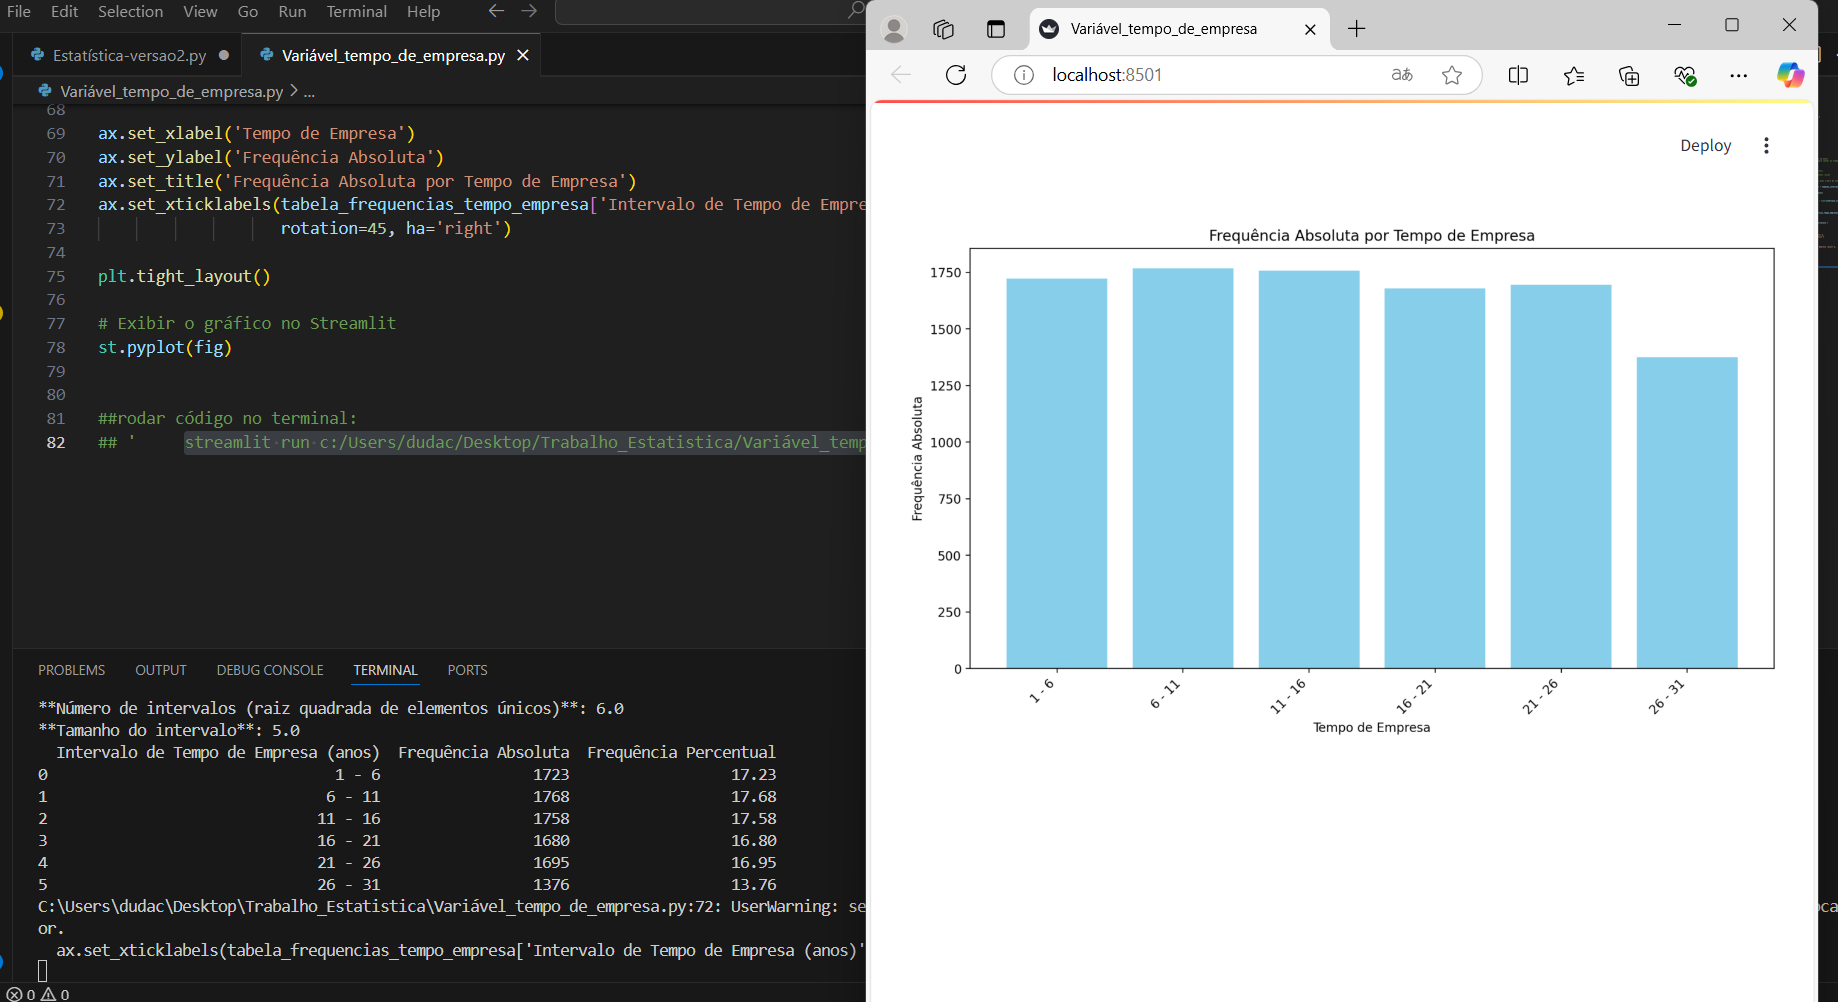 File Edit Selection View Go Run Terminal Help
Estatística-versao2.py
Variável_tempo_de_empresa.py
Variável_tempo_de_empresa.py > ...
68
69 ax.set_xlabel('Tempo de Empresa')
70 ax.set_ylabel('Frequência Absoluta')
71 ax.set_title('Frequência Absoluta por Tempo de Empresa')
72 ax.set_xticklabels(tabela_frequencias_tempo_empresa['Intervalo de Tempo de Empre
73 rotation=45, ha='right')
74
75 plt.tight_layout()
76
77 # Exibir o gráfico no Streamlit
78 st.pyplot(fig)
79
80
81 ##rodar código no terminal:
82 ## ' streamlit run c:/Users/dudac/Desktop/Trabalho_Estatistica/Variável_temp
PROBLEMS OUTPUT DEBUG CONSOLE TERMINAL PORTS
**Número de intervalos (raiz quadrada de elementos únicos)**: 6.0
**Tamanho do intervalo**: 5.0
Intervalo de Tempo de Empresa (anos) Frequência Absoluta Frequência Percentual
0 1 - 6 1723 17.23
1 6 - 11 1768 17.68
2 11 - 16 1758 17.58
3 16 - 21 1680 16.80
4 21 - 26 1695 16.95
5 26 - 31 1376 13.76
C:\Users\dudac\Desktop\Trabalho_Estatistica\Variável_tempo_de_empresa.py:72: UserWarning: se
or.
ax.set_xticklabels(tabela_frequencias_tempo_empresa['Intervalo de Tempo de Empresa (anos)'
0 0
Variável_tempo_de_empresa
localhost:8501
aあ
Deploy
Frequência Absoluta por Tempo de Empresa
1750
1500
1250
1000
750
500
250
0
Frequência Absoluta
1 - 6
6 - 11
11 - 16
16 - 21
21 - 26
26 - 31
Tempo de Empresa